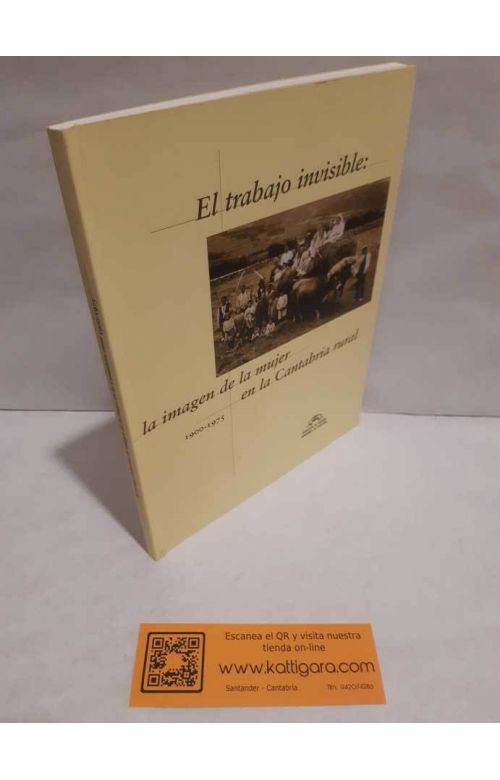 El trabajo invisible:
la imagen de la mujer
en la Cantabria rural
1900-1975
Escanea el QR y visita nuestra
tienda on-line
www.kattigara.com
Santander - Cantabria